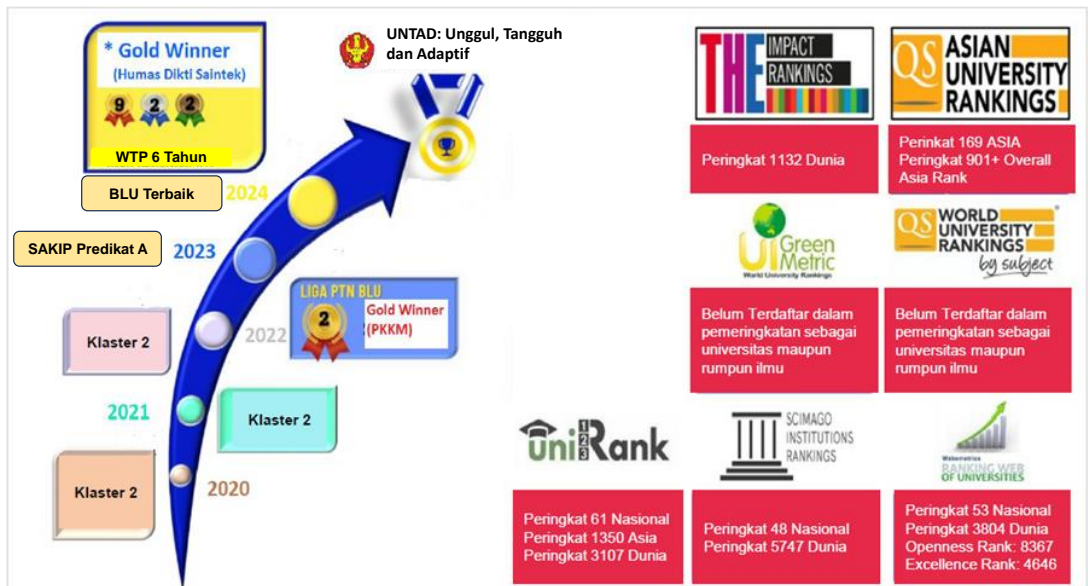 * Gold Winner
(Humas Dikti Saintek)
9 2 2
WTP 6 Tahun
BLU Terbaik
2024
SAKIP Predikat A
2023
LIGA PTN BLU
2
Gold Winner
(PKKM)
2022
Klaster 2
2021
Klaster 2
Klaster 2
2020
UNTAD: Unggul, Tangguh
dan Adaptif
THE IMPACT
RANKINGS
Peringkat 1132 Dunia
QS ASIAN
UNIVERSITY
RANKINGS
Perinkat 169 ASIA
Peringkat 901+ Overall
Asia Rank
UI Green
Metric
World University Rankings
Belum Terdaftar dalam
pemeringkatan sebagai
universitas maupun
rumpun ilmu
QS WORLD
UNIVERSITY
RANKINGS
by subject
Belum Terdaftar dalam
pemeringkatan sebagai
universitas maupun
rumpun ilmu
uni 123 Rank
Peringkat 61 Nasional
Peringkat 1350 Asia
Peringkat 3107 Dunia
SCIMAGO
INSTITUTIONS
RANKINGS
Peringkat 48 Nasional
Peringkat 5747 Dunia
Webometrics
RANKING WEB
OF UNIVERSITIES
Peringkat 53 Nasional
Peringkat 3804 Dunia
Openness Rank: 8367
Excellence Rank: 4646